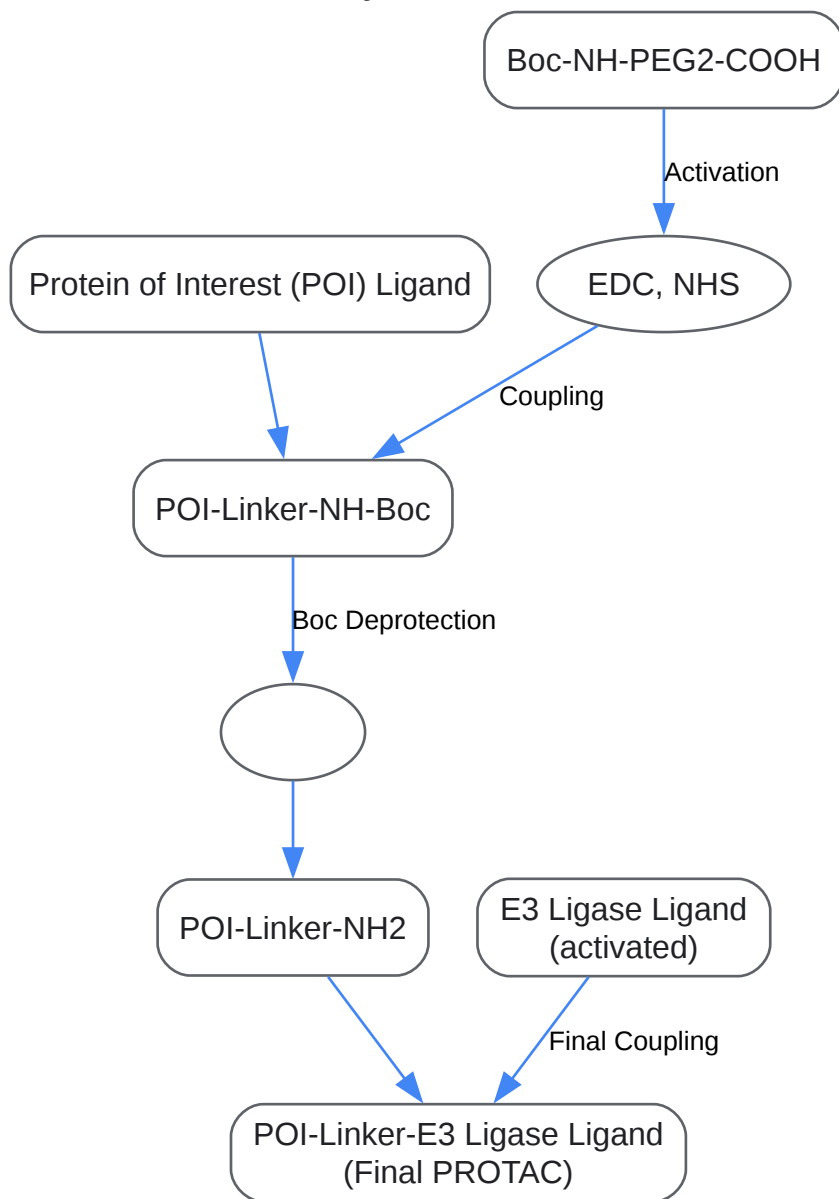 Boc-NH-PEG2-COOH
Activation
Protein of Interest (POI) Ligand
EDC, NHS
Coupling
POI-Linker-NH-Boc
Boc Deprotection
POI-Linker-NH2
E3 Ligase Ligand
(activated)
Final Coupling
POI-Linker-E3 Ligase Ligand
(Final PROTAC)